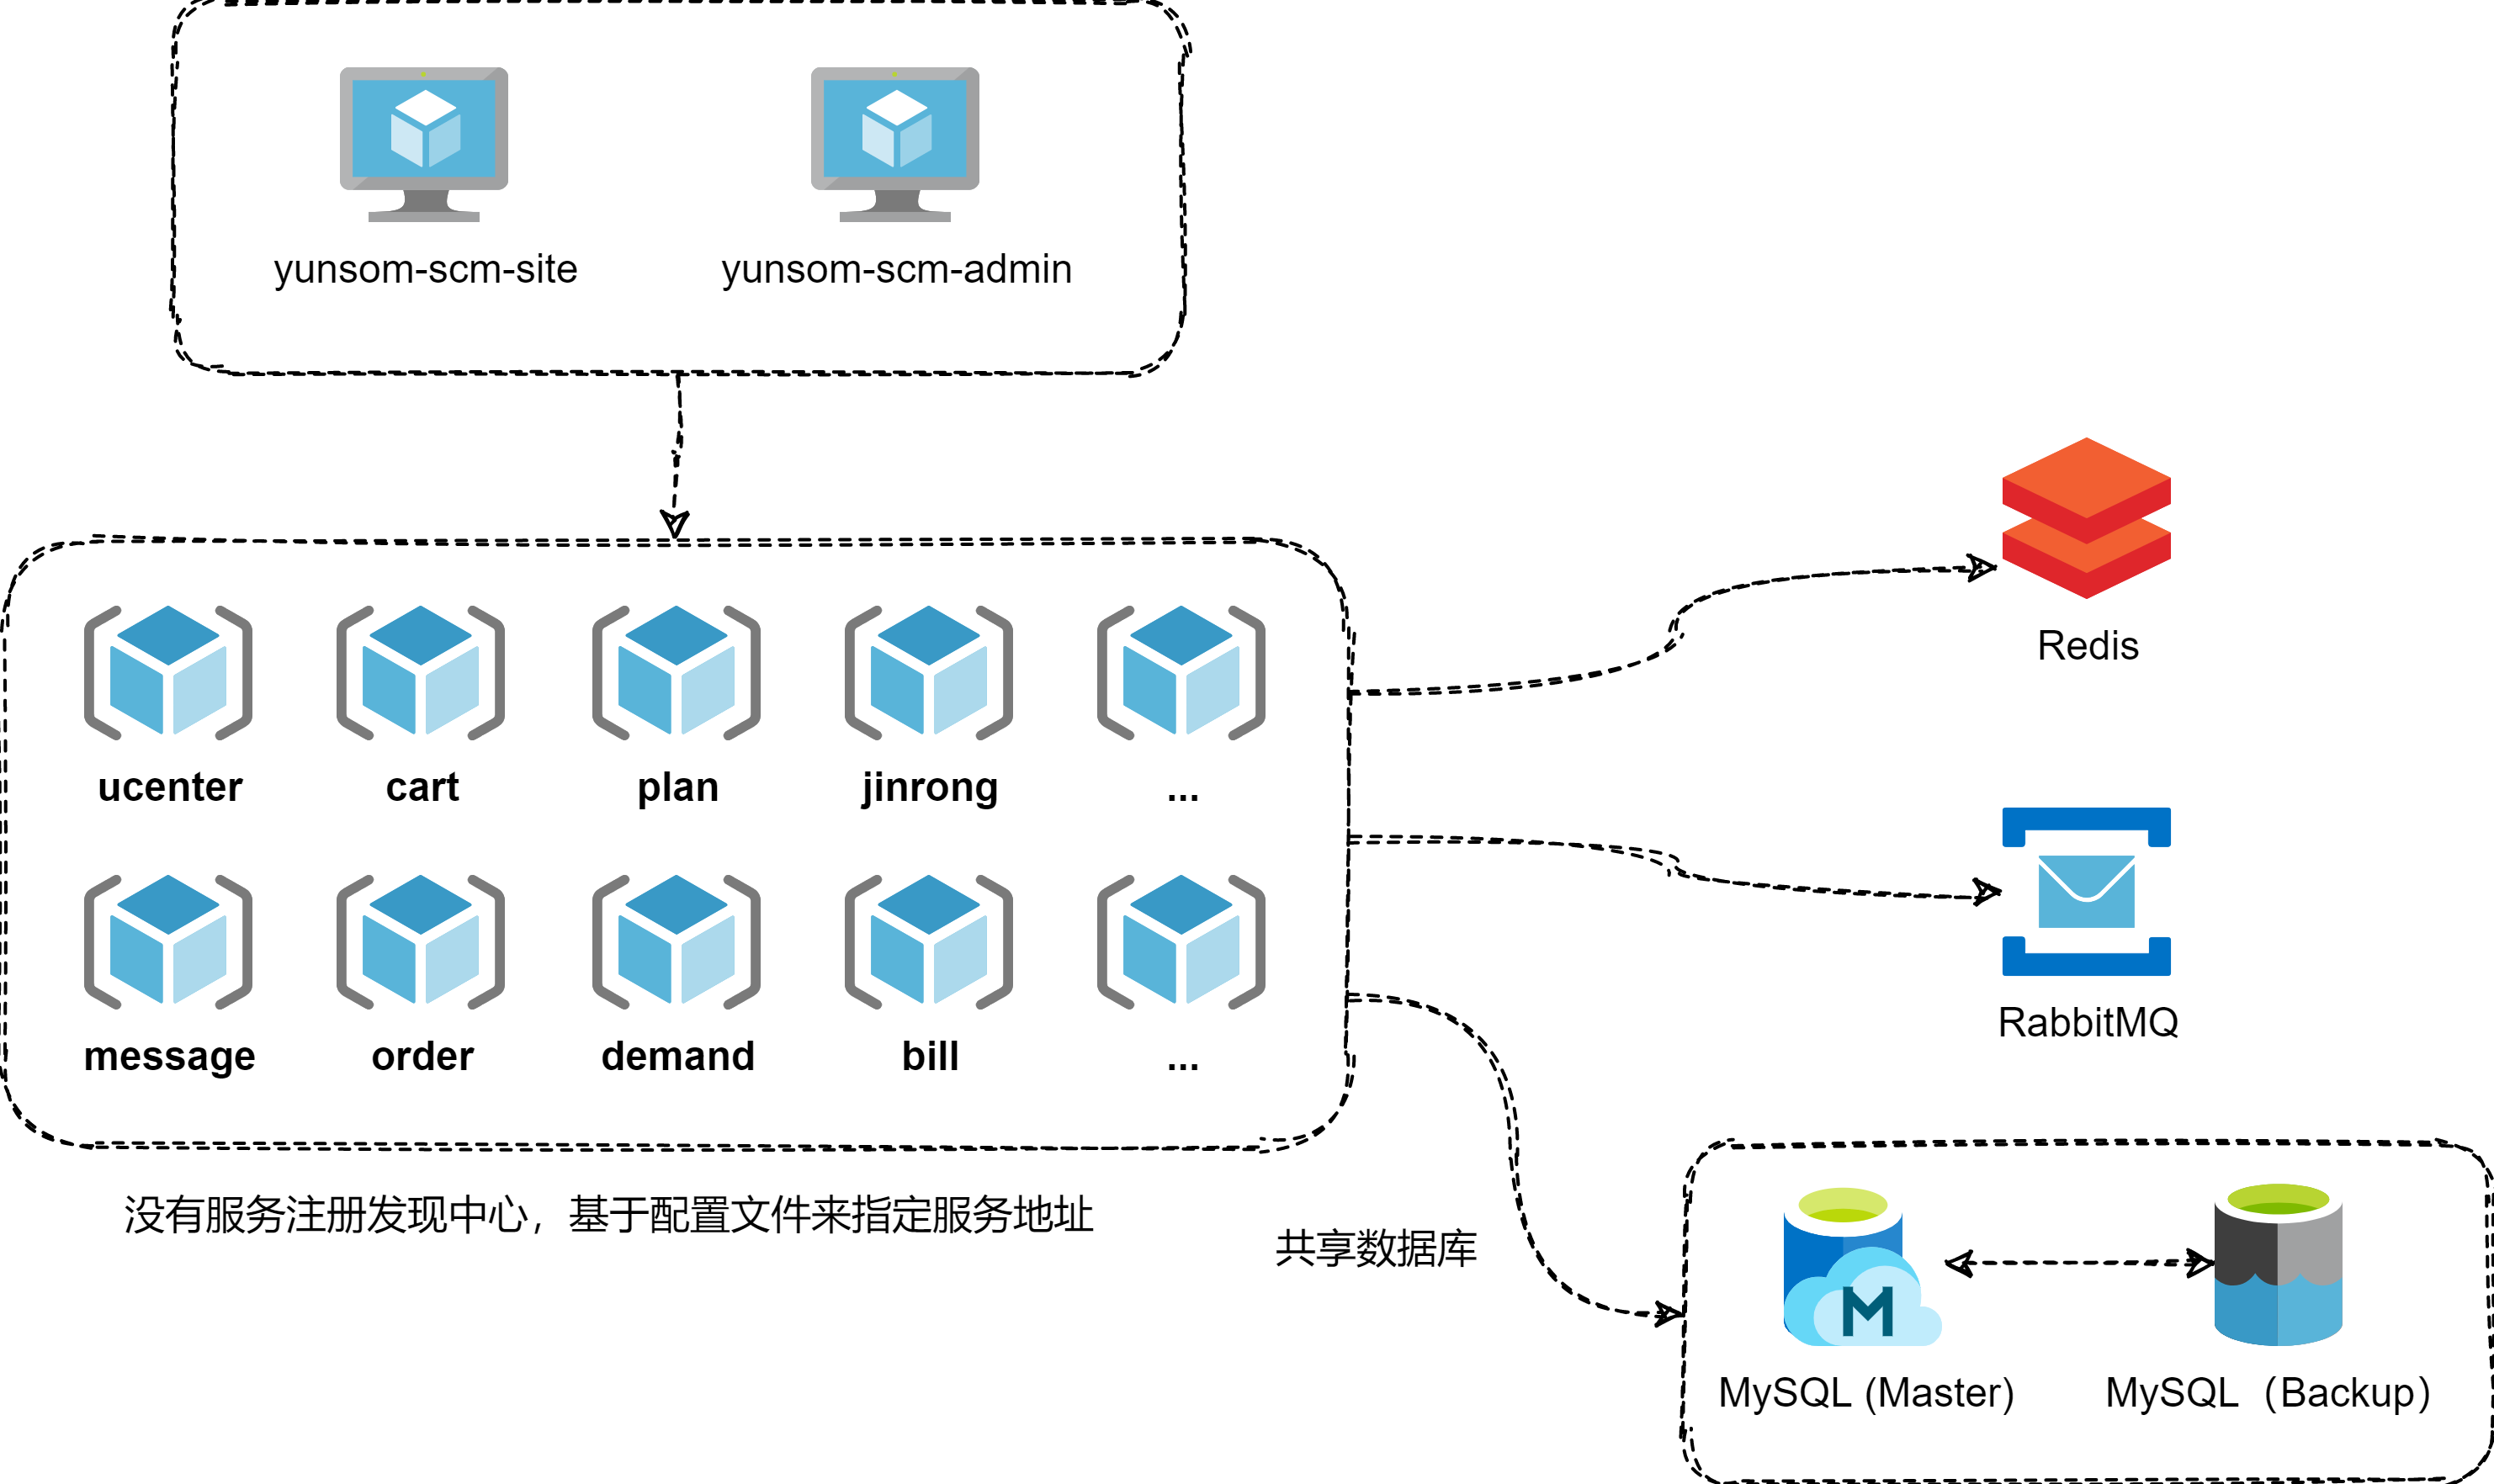 yunsom-scm-site
yunsom-scm-admin
Redis
ucenter
cart
plan
jinrong
...
RabbitMQ
message
order
demand
bill
...
没有服务注册发现中心，基于配置文件来指定服务地址
共享数据库
M
MySQL (Master)
MySQL（Backup）